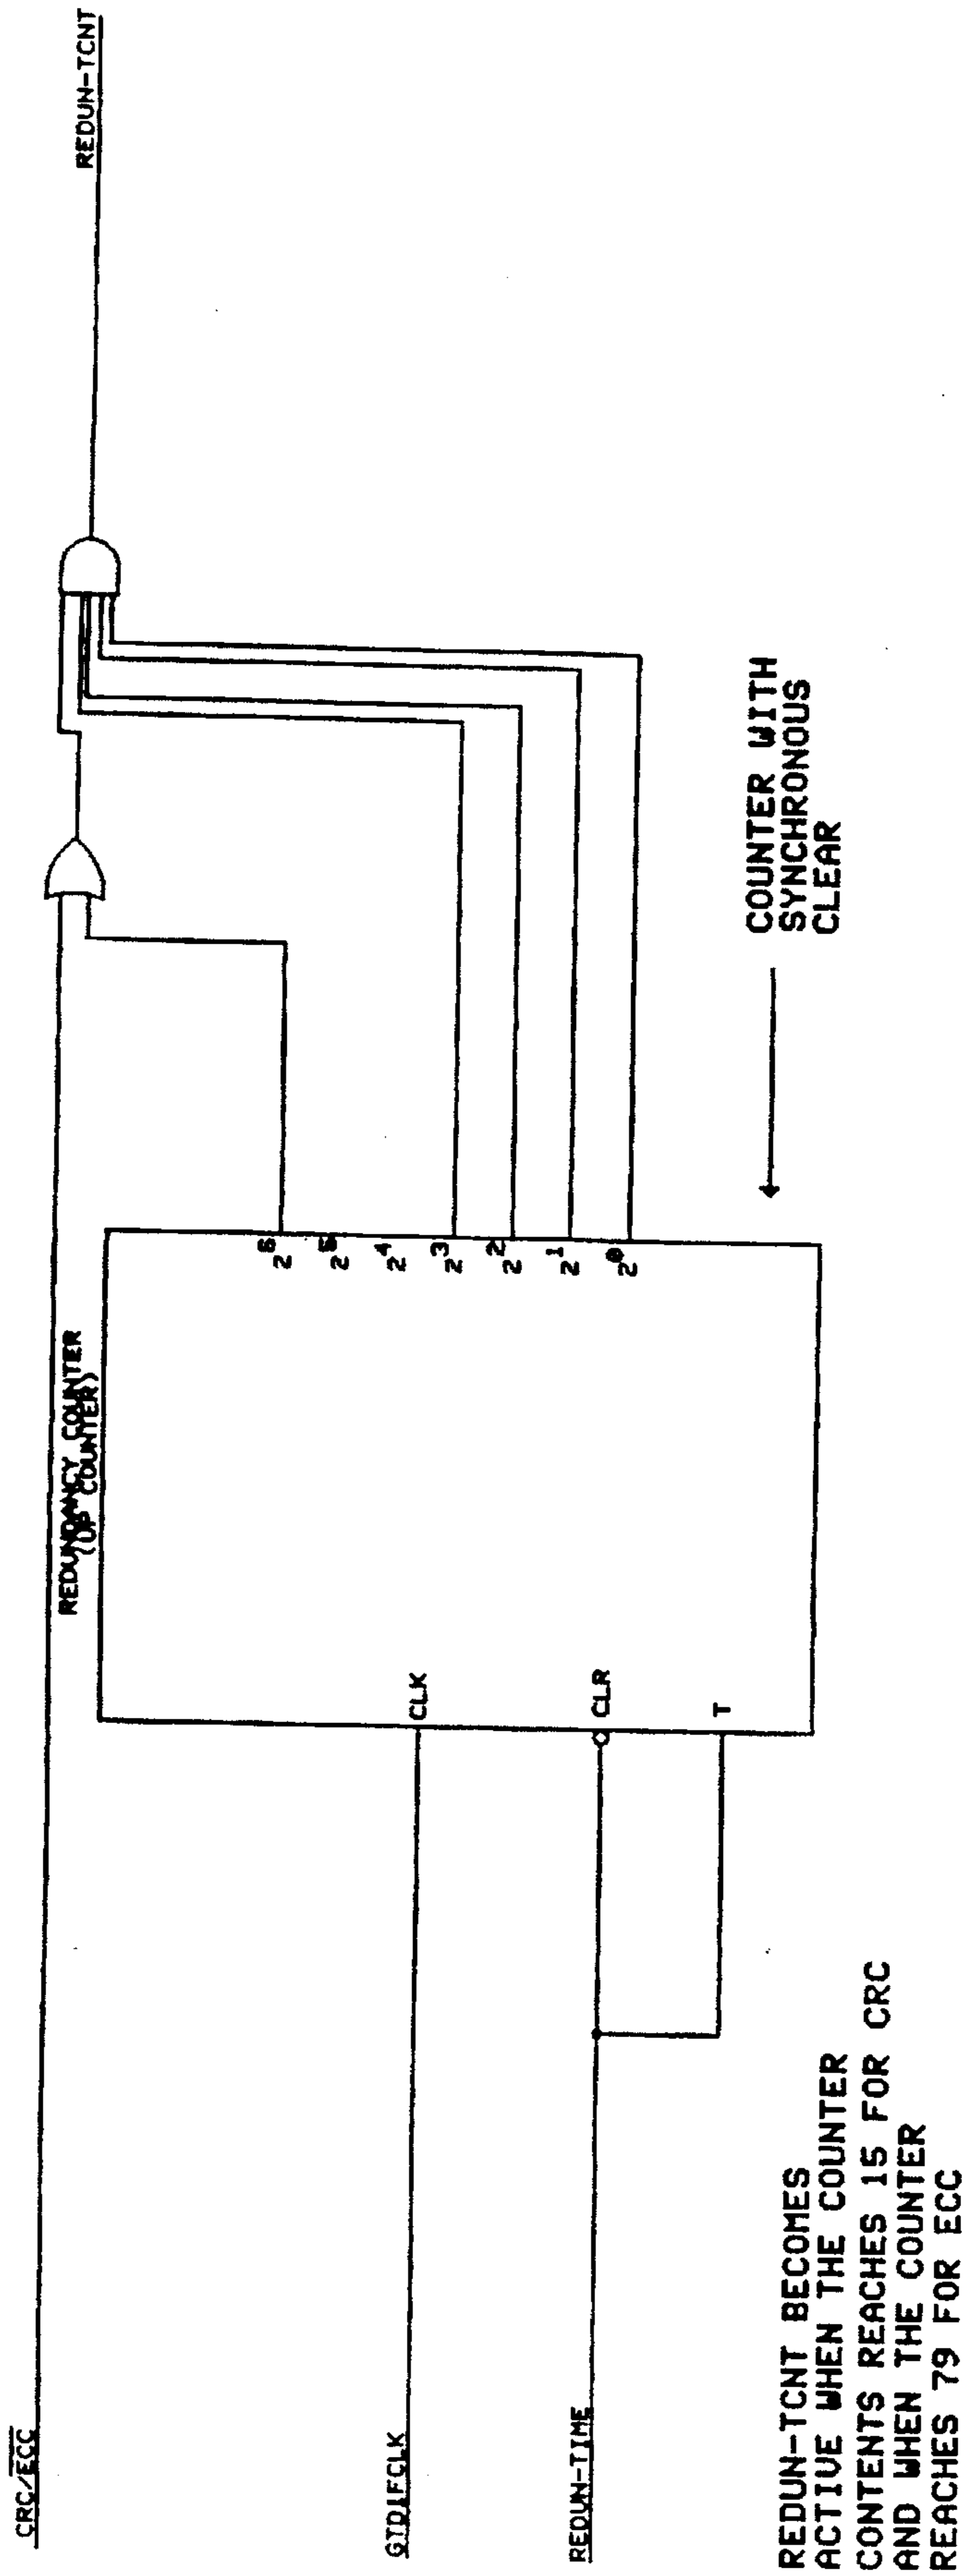 CRC/E̅C̅C̅
REDUNDANCY COUNTER
(UP COUNTER)
REDUN-TCNT
GTDIFCLK
CLK
REDUN-TIME
CLR
T
2^6
2^5
2^4
2^3
2^2
2^1
2^0
COUNTER WITH
SYNCHRONOUS
CLEAR
REDUN-TCNT BECOMES
ACTIVE WHEN THE COUNTER
CONTENTS REACHES 15 FOR CRC
AND WHEN THE COUNTER
REACHES 79 FOR ECC